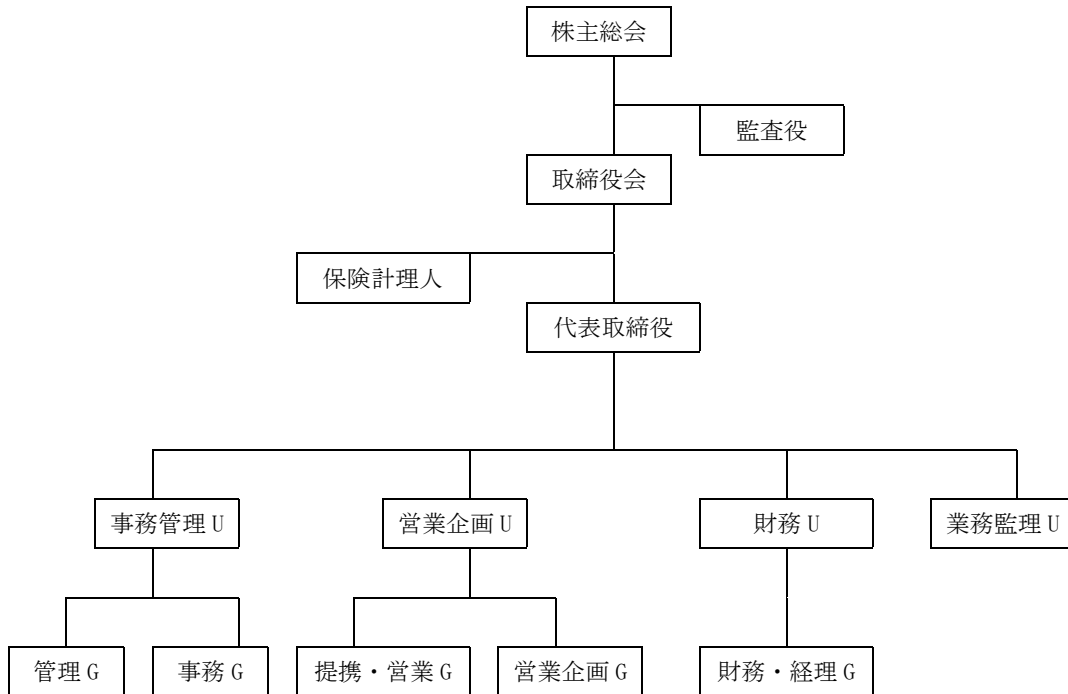 株主総会
監査役
取締役会
保険計理人
代表取締役
事務管理U
営業企画U
財務U
業務監理U
管理G
事務G
提携・営業G
営業企画G
財務・経理G